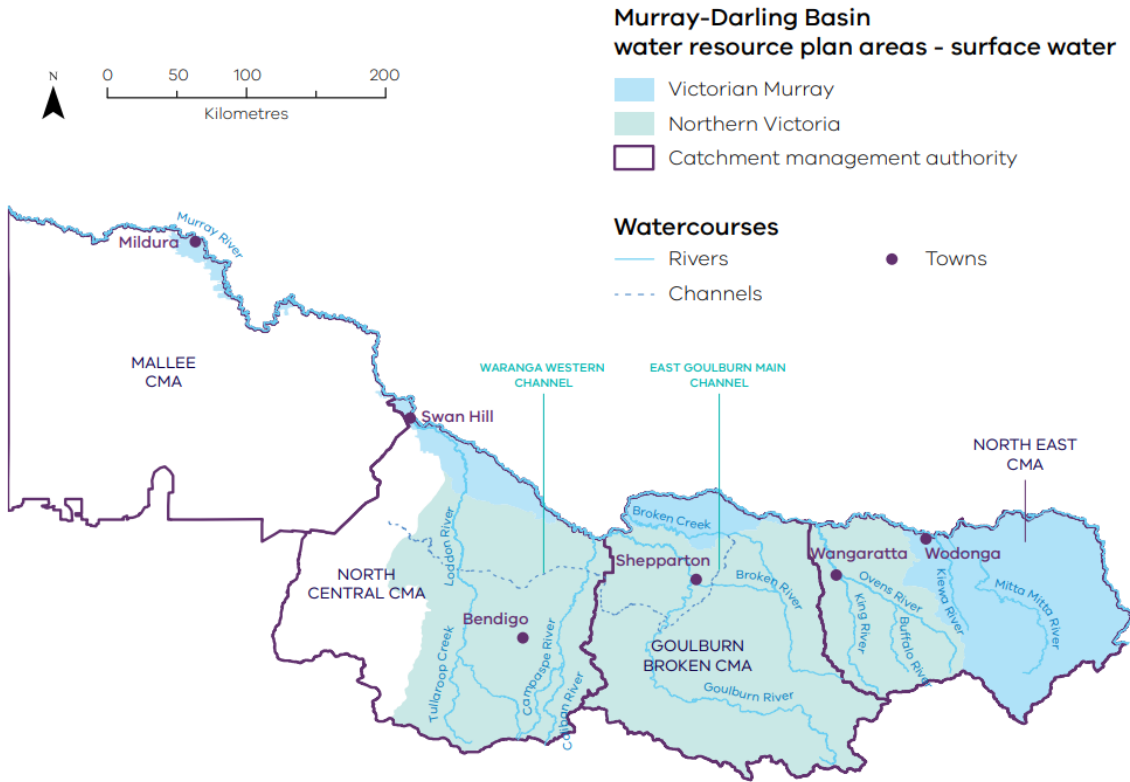 Murray-Darling Basin
water resource plan areas - surface water
N
0 50 100 200
Kilometres
Victorian Murray
Northern Victoria
Catchment management authority
Watercourses
Rivers
Towns
Channels
Murray River
Mildura
MALLEE
CMA
WARANGA WESTERN
CHANNEL
EAST GOULBURN MAIN
CHANNEL
Swan Hill
NORTH EAST
CMA
Broken Creek
Loddon River
Shepparton
Wangaratta
Wodonga
NORTH
CENTRAL CMA
Broken River
Ovens River
Kiewa River
Mitta Mitta River
King River
Buffalo River
Bendigo
Tullaroop Creek
Campaspe River
Coliban River
GOULBURN
BROKEN CMA
Goulburn River